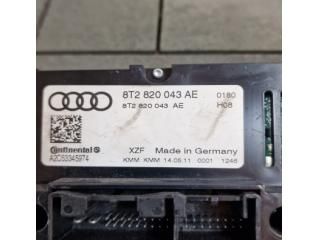 8T2 820 043 AE 0180
8T2 820 043 AE H08
Continental
A2C53345974
XZF Made in Germany
KMM KMM 14.05.11 0001 1246